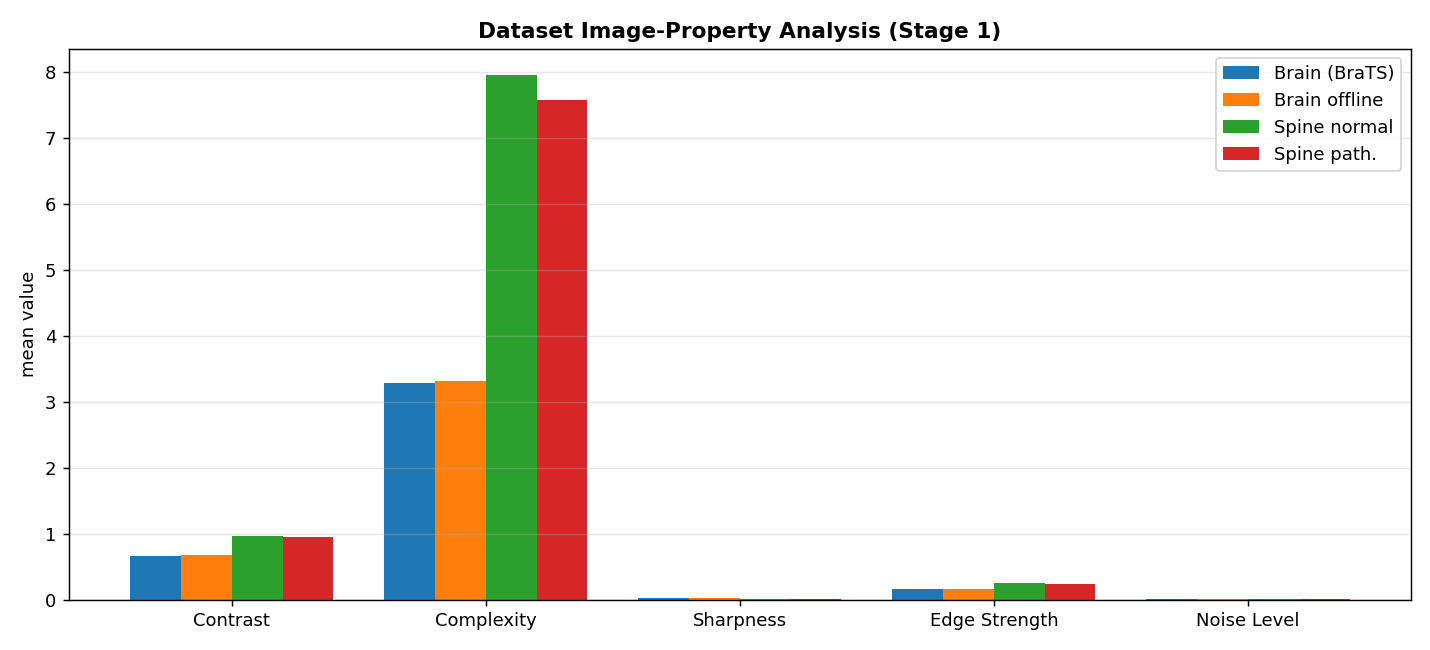 Dataset Image-Property Analysis (Stage 1)
Brain (BraTS)
Brain offline
Spine normal
Spine path.
mean value
8
7
6
5
4
3
2
1
0
Contrast Complexity Sharpness Edge Strength Noise Level